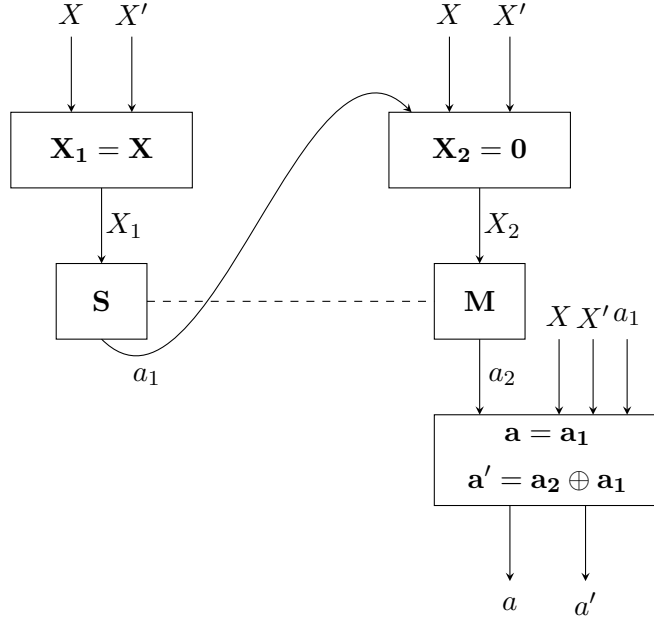 X X′ X X′
X₁ = X X₂ = 0
X₁ X₂
S M
X X′ a₁
a₁ a₂
a = a₁
a′ = a₂ ⊕ a₁
a a′